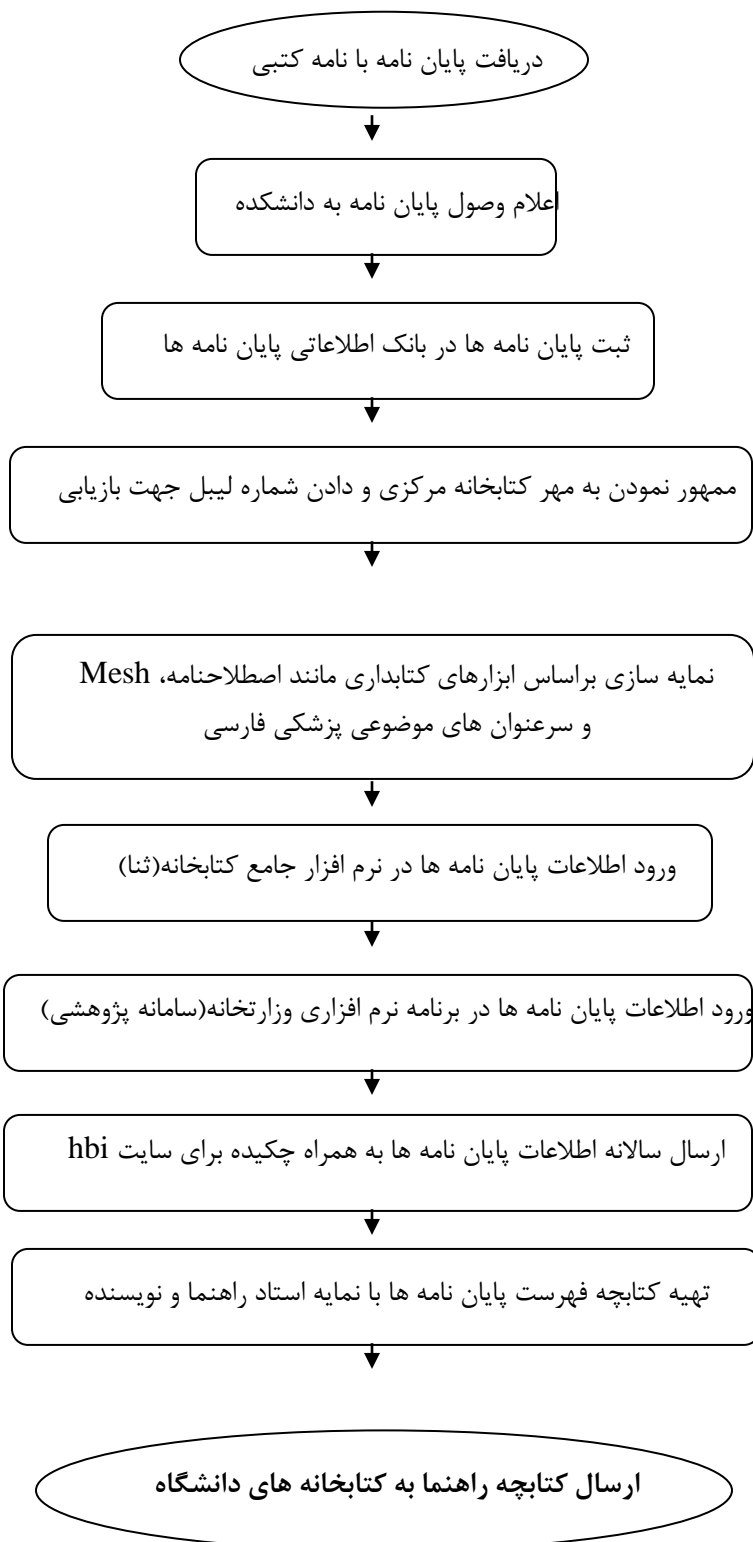 دریافت پایان نامه با نامه کتبی
اعلام وصول پایان نامه به دانشکده
ثبت پایان نامه ها در بانک اطلاعاتی پایان نامه ها
ممهور نمودن به مهر کتابخانه مرکزی و دادن شماره لیبل جهت بازیابی
نمایه سازی براساس ابزارهای کتابداری مانند اصطلاحنامه، Mesh
و سرعنوان های موضوعی پزشکی فارسی
ورود اطلاعات پایان نامه ها در نرم افزار جامع کتابخانه(ثنا)
ورود اطلاعات پایان نامه ها در برنامه نرم افزاری وزارتخانه(سامانه پژوهشی)
ارسال سالانه اطلاعات پایان نامه ها به همراه چکیده برای سایت hbi
تهیه کتابچه فهرست پایان نامه ها با نمایه استاد راهنما و نویسنده
ارسال کتابچه راهنما به کتابخانه های دانشگاه